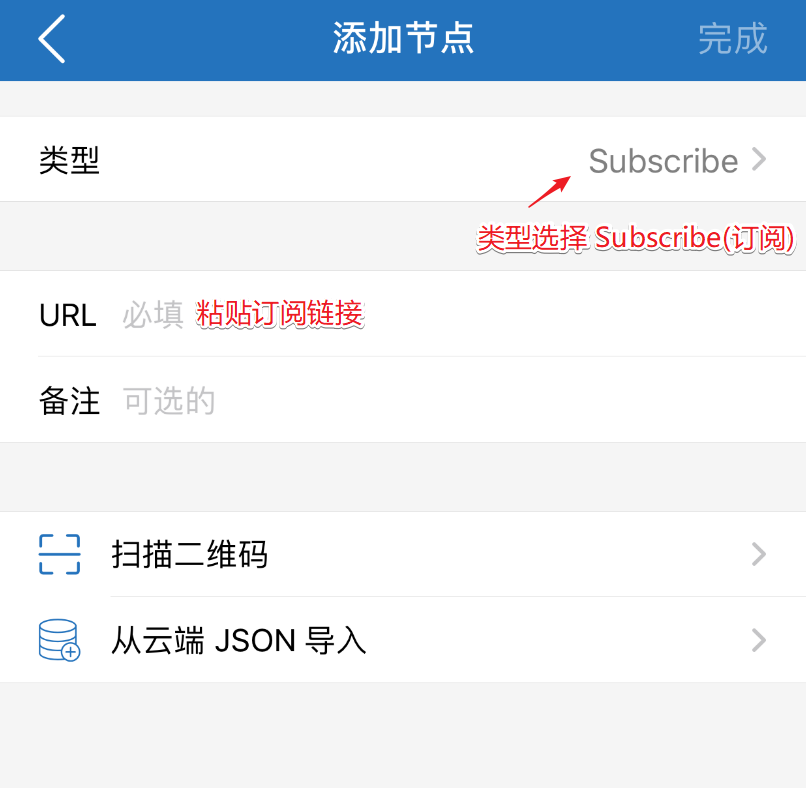 添加节点 完成
类型 Subscribe
类型选择 Subscribe(订阅)
URL 必填 粘贴订阅链接
备注 可选的
扫描二维码
从云端 JSON 导入